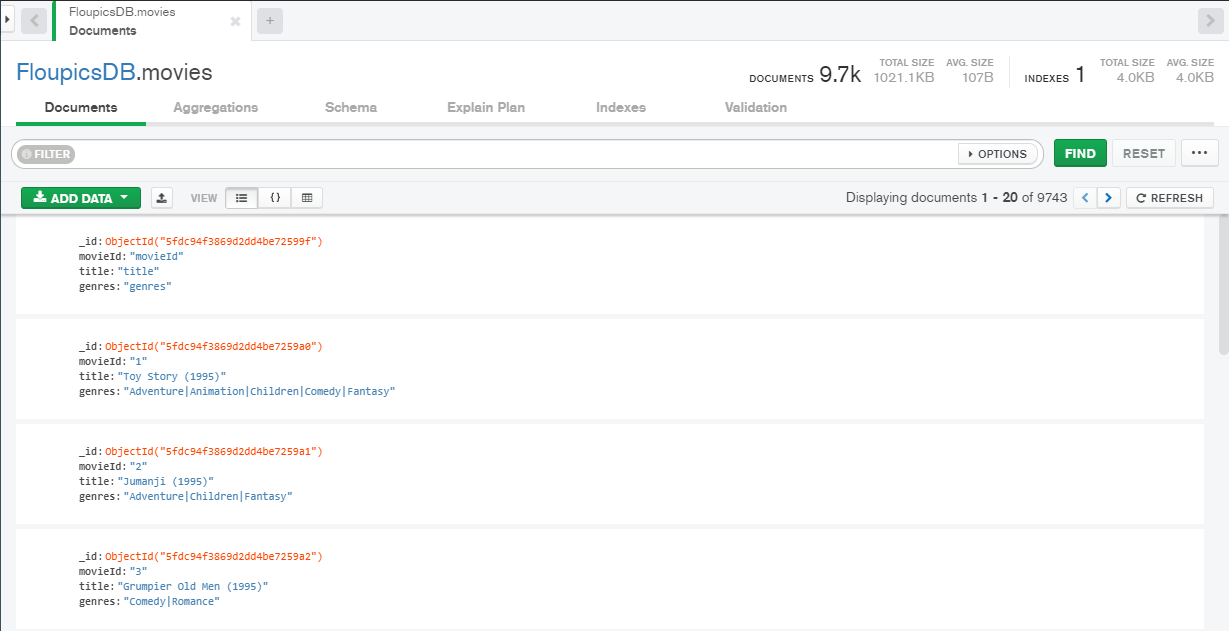 FloupicsDB.movies
Documents
FloupicsDB.movies
DOCUMENTS 9.7k TOTAL SIZE 1021.1KB AVG. SIZE 107B INDEXES 1 TOTAL SIZE 4.0KB AVG. SIZE 4.0KB
Documents Aggregations Schema Explain Plan Indexes Validation
FILTER OPTIONS FIND RESET ...
ADD DATA VIEW {} Displaying documents 1 - 20 of 9743 < > REFRESH
_id: ObjectId("5fdc94f3869d2dd4be72599f")
movieId: "movieId"
title: "title"
genres: "genres"
_id: ObjectId("5fdc94f3869d2dd4be7259a0")
movieId: "1"
title: "Toy Story (1995)"
genres: "Adventure|Animation|Children|Comedy|Fantasy"
_id: ObjectId("5fdc94f3869d2dd4be7259a1")
movieId: "2"
title: "Jumanji (1995)"
genres: "Adventure|Children|Fantasy"
_id: ObjectId("5fdc94f3869d2dd4be7259a2")
movieId: "3"
title: "Grumpier Old Men (1995)"
genres: "Comedy|Romance"